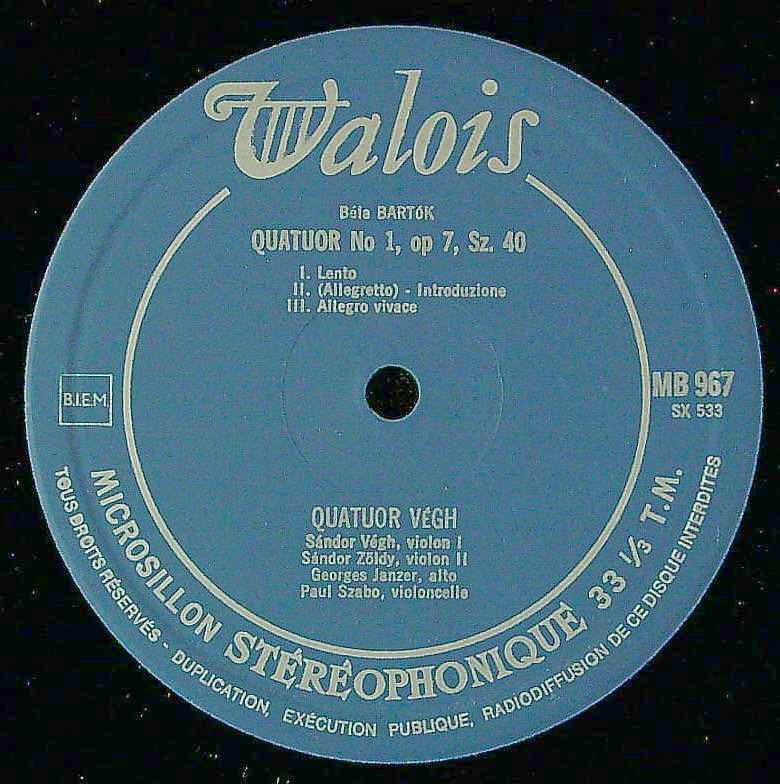 Valois
Béla BARTÓK
QUATUOR No 1, op 7, Sz. 40
I. Lento
II. (Allegretto) - Introduzione
III. Allegro vivace
B.I.E.M.
MB 967
SX 533
QUATUOR VÉGH
Sándor Végh, violon I
Sándor Zöldy, violon II
Georges Janzer, alto
Paul Szabo, violoncelle
MICROSILLON STÉRÉOPHONIQUE 33 1/3 T.M.
TOUS DROITS RÉSERVÉS - DUPLICATION, EXÉCUTION PUBLIQUE, RADIODIFFUSION DE CE DISQUE INTERDITES